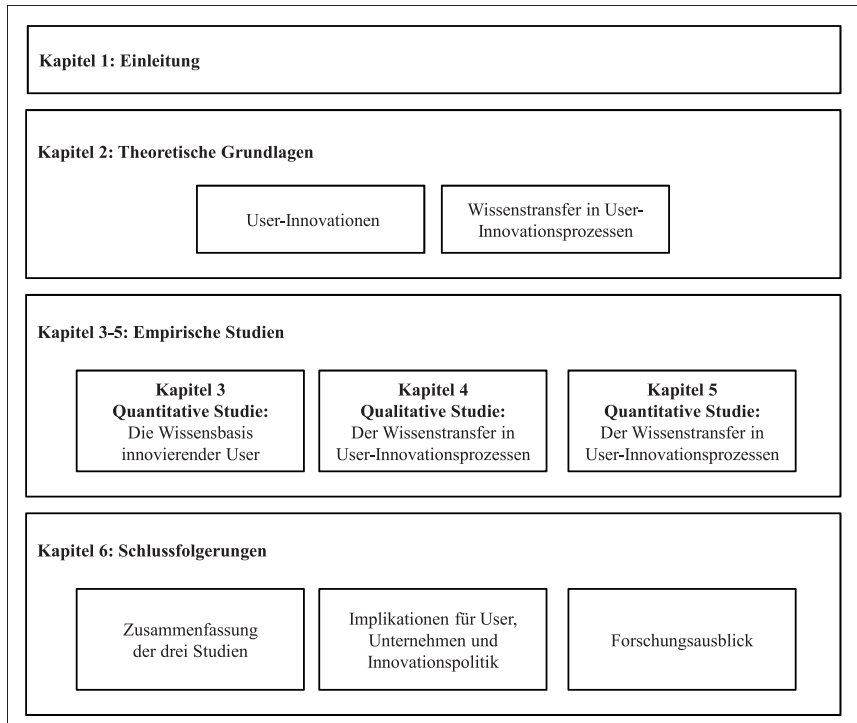 Kapitel 1: Einleitung
Kapitel 2: Theoretische Grundlagen
User-Innovationen
Wissenstransfer in User-
Innovationsprozessen
Kapitel 3-5: Empirische Studien
Kapitel 3
Quantitative Studie:
Die Wissensbasis
innovierender User
Kapitel 4
Qualitative Studie:
Der Wissenstransfer in
User-Innovationsprozessen
Kapitel 5
Quantitative Studie:
Der Wissenstransfer in
User-Innovationsprozessen
Kapitel 6: Schlussfolgerungen
Zusammenfassung
der drei Studien
Implikationen für User,
Unternehmen und
Innovationspolitik
Forschungsausblick